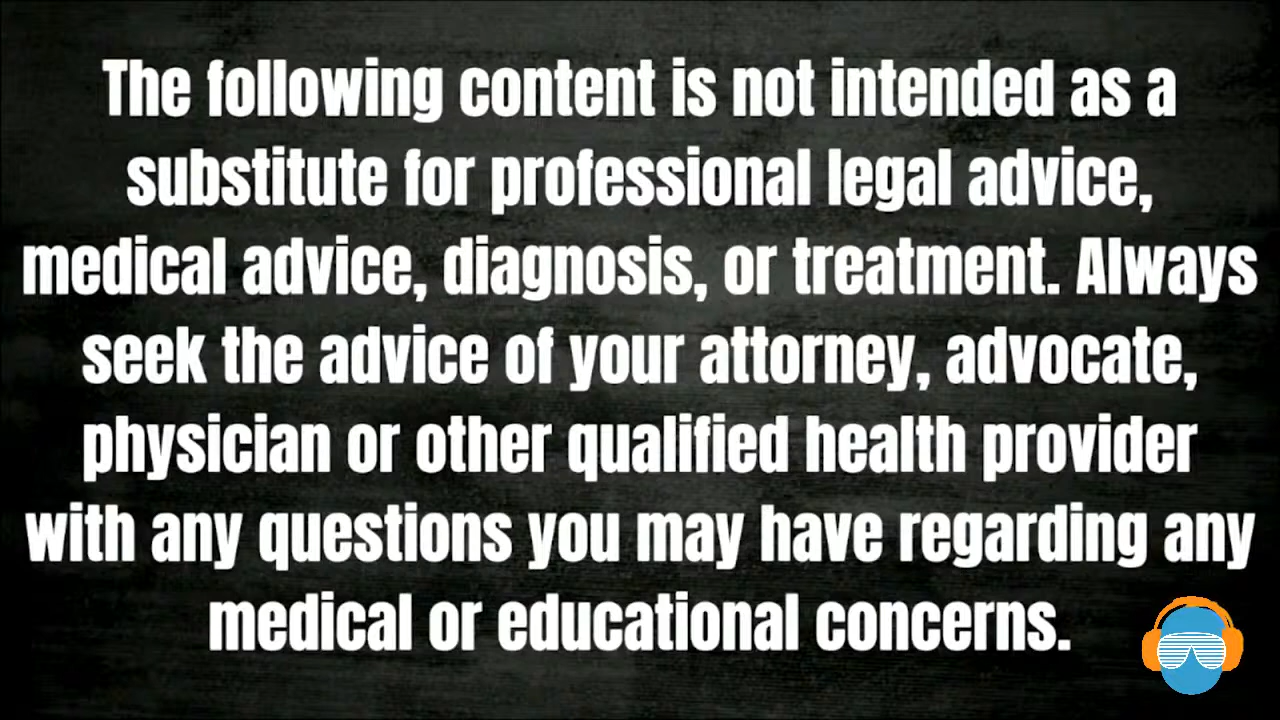 The following content is not intended as a
substitute for professional legal advice,
medical advice, diagnosis, or treatment. Always
seek the advice of your attorney, advocate,
physician or other qualified health provider
with any questions you may have regarding any
medical or educational concerns.